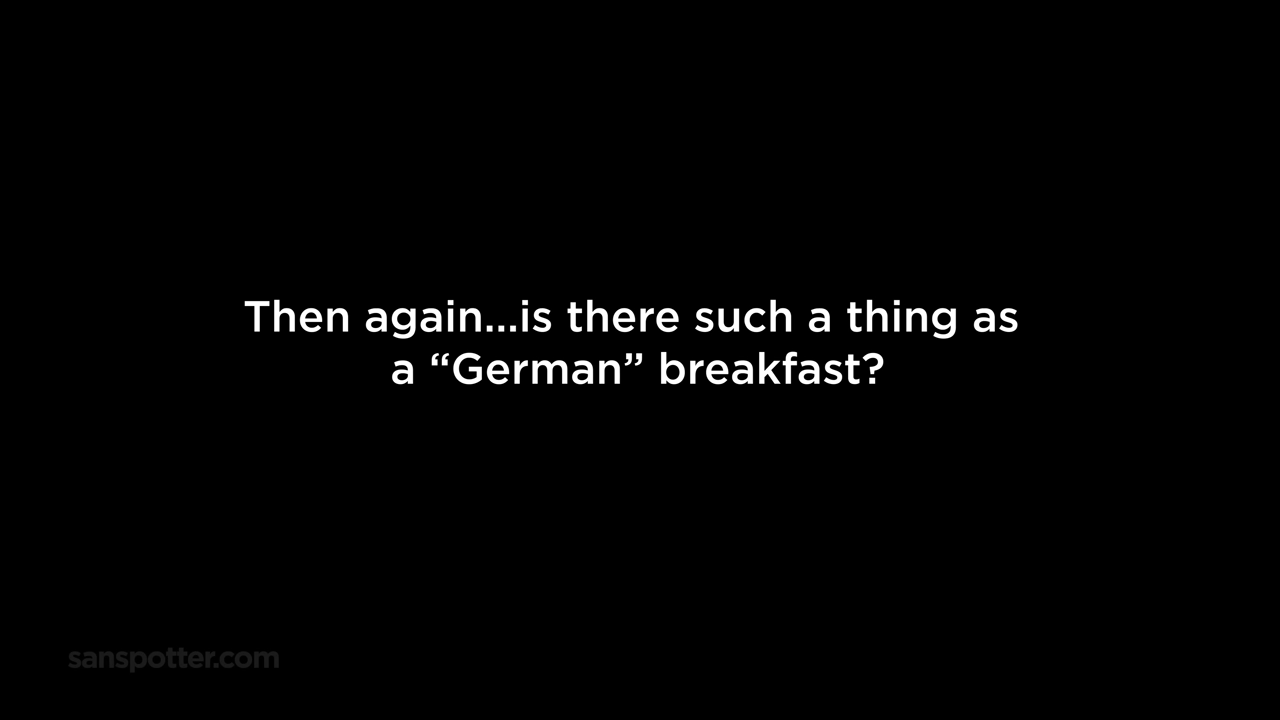 Then again...is there such a thing as
a “German” breakfast?
sanspotter.com